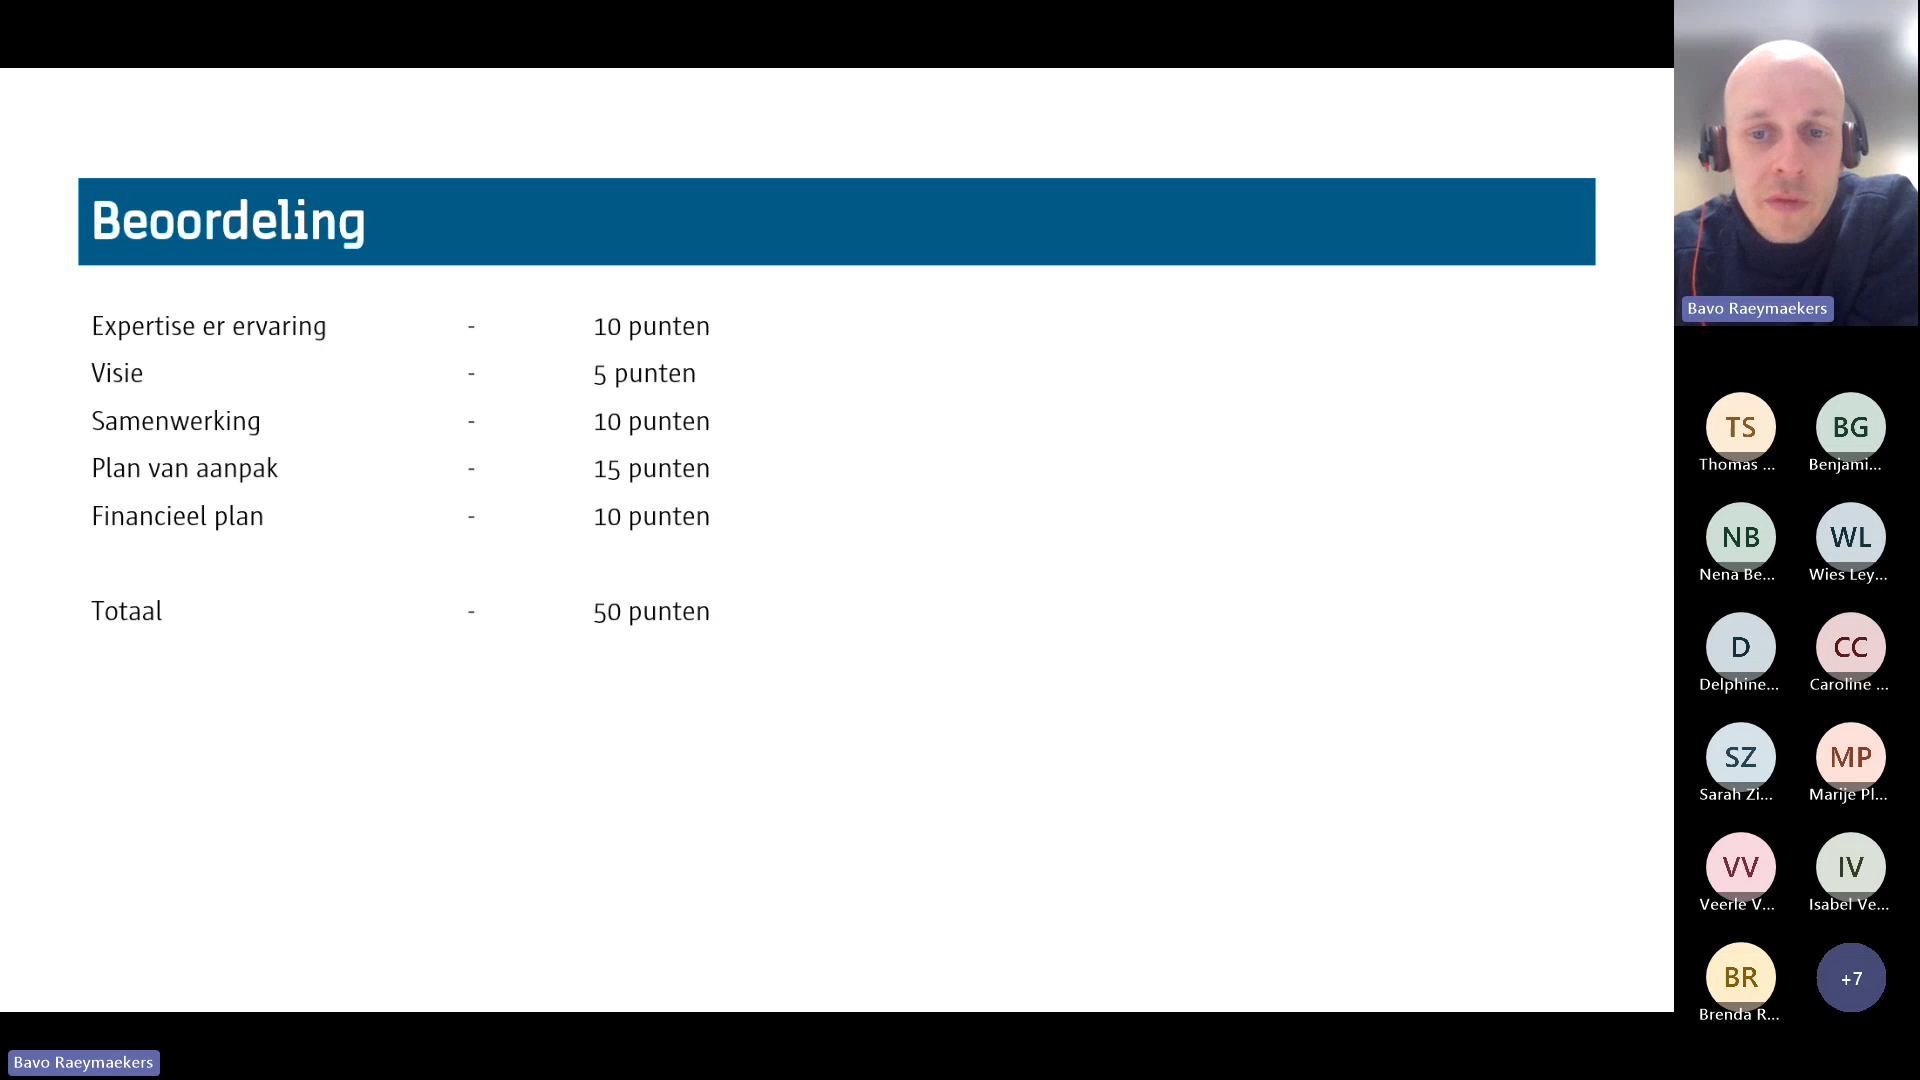 Beoordeling
Expertise er ervaring - 10 punten
Visie - 5 punten
Samenwerking - 10 punten
Plan van aanpak - 15 punten
Financieel plan - 10 punten
Totaal - 50 punten
Bavo Raeymaekers
TS BG
Thomas ... Benjami...
NB WL
Nena Be... Wies Ley...
D CC
Delphine... Caroline ...
SZ MP
Sarah Zi... Marije Pl...
VV IV
Veerle V... Isabel Ve...
BR +7
Brenda R...
Bavo Raeymaekers